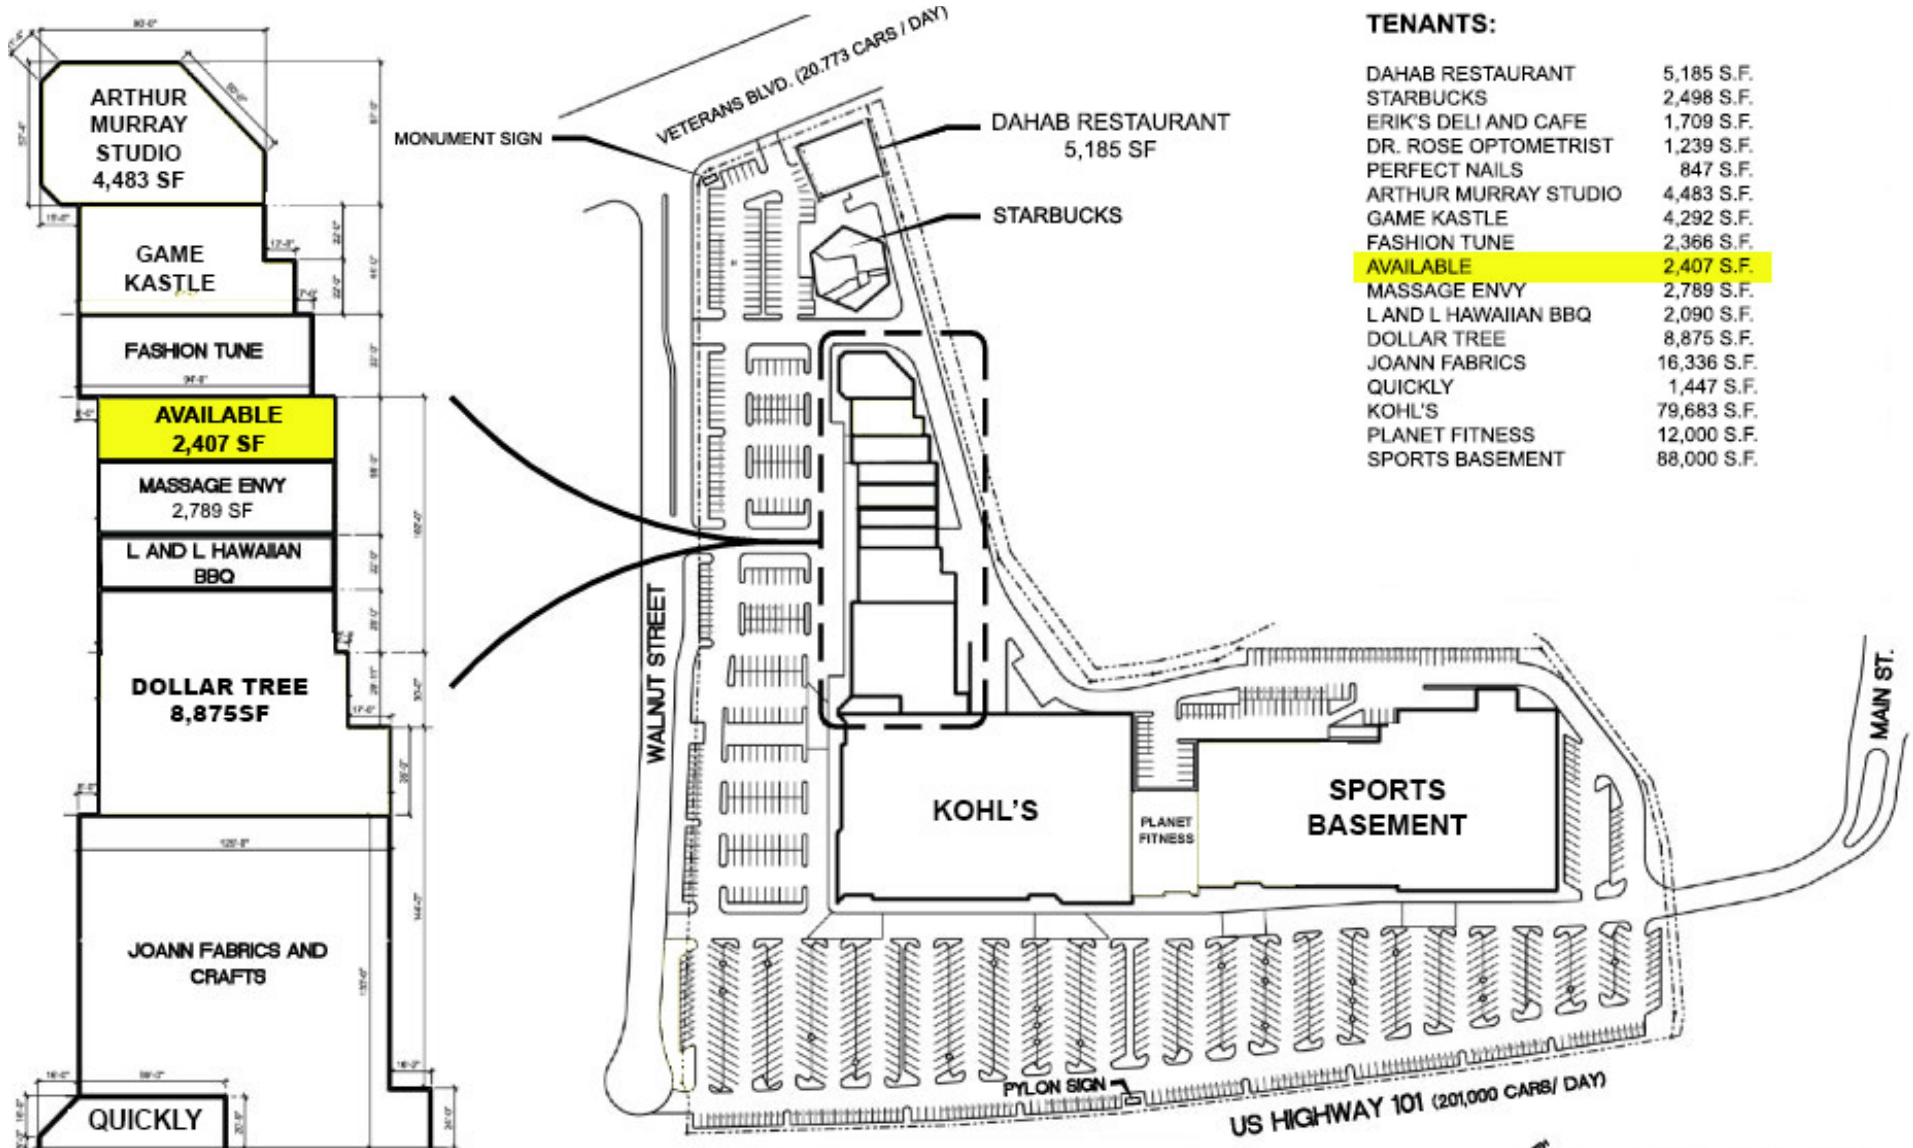 TENANTS:
DAHAB RESTAURANT 5,185 S.F.
STARBUCKS 2,498 S.F.
ERIK'S DELI AND CAFE 1,709 S.F.
DR. ROSE OPTOMETRIST 1,239 S.F.
PERFECT NAILS 847 S.F.
ARTHUR MURRAY STUDIO 4,483 S.F.
GAME KASTLE 4,292 S.F.
FASHION TUNE 2,366 S.F.
AVAILABLE 2,407 S.F.
MASSAGE ENVY 2,789 S.F.
L AND L HAWAIIAN BBQ 2,090 S.F.
DOLLAR TREE 8,875 S.F.
JOANN FABRICS 16,336 S.F.
QUICKLY 1,447 S.F.
KOHL'S 79,683 S.F.
PLANET FITNESS 12,000 S.F.
SPORTS BASEMENT 88,000 S.F.
ARTHUR
MURRAY
STUDIO
4,483 SF
GAME
KASTLE
FASHION TUNE
AVAILABLE
2,407 SF
MASSAGE ENVY
2,789 SF
L AND L HAWAIIAN
BBQ
DOLLAR TREE
8,875SF
JOANN FABRICS AND
CRAFTS
QUICKLY
VETERANS BLVD. (20.773 CARS / DAY)
MONUMENT SIGN
DAHAB RESTAURANT
5,185 SF
STARBUCKS
WALNUT STREET
KOHL'S
PLANET
FITNESS
SPORTS
BASEMENT
MAIN ST.
PYLON SIGN
US HIGHWAY 101 (201,000 CARS/ DAY)